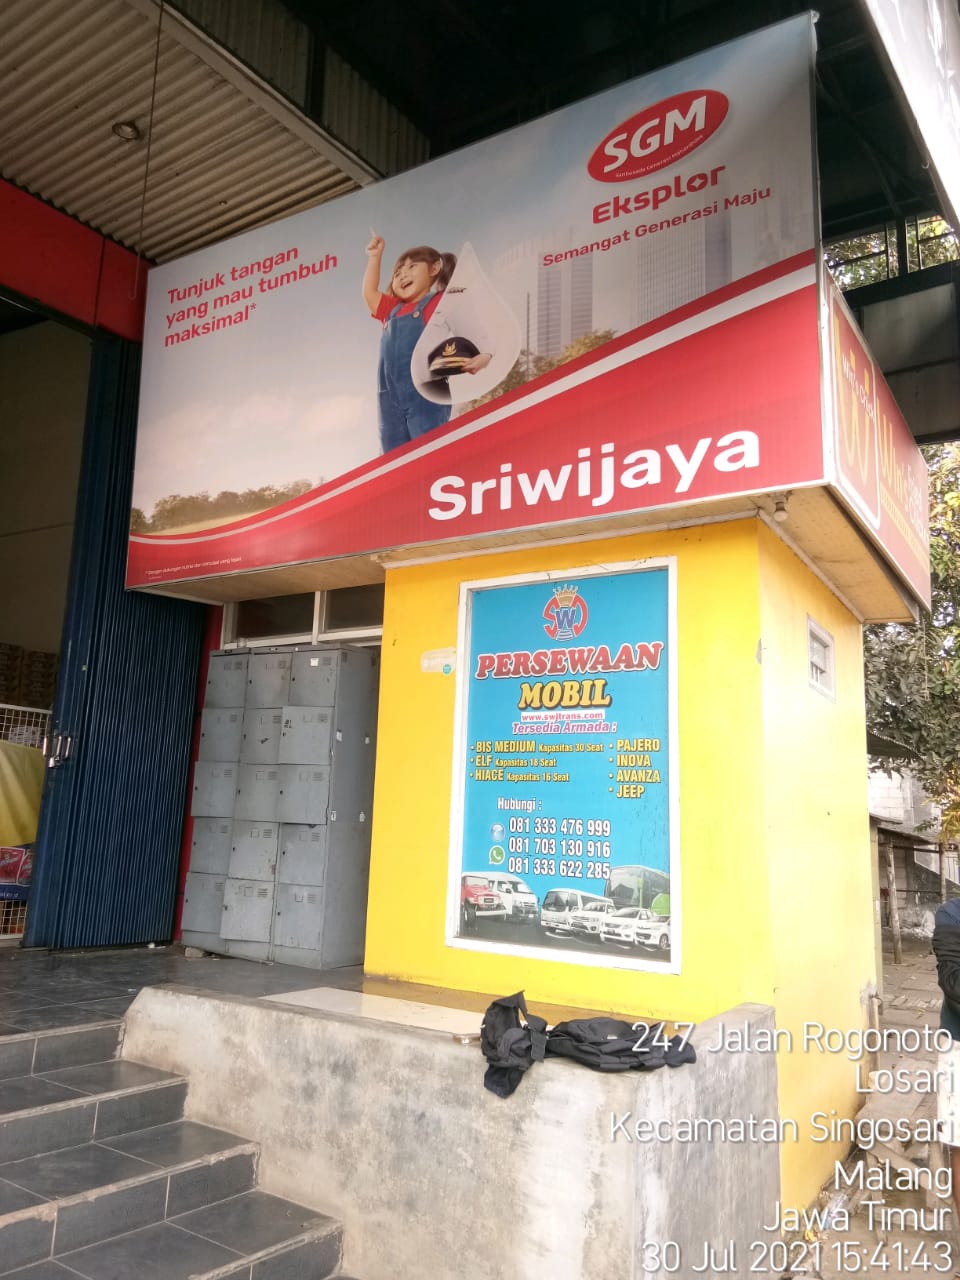 SGM
Eksplor
Semangat Generasi Maju
Tunjuk tangan
yang mau tumbuh
maksimal*
Sriwijaya
PERSEWAAN
MOBIL
www.swjtrans.com
Tersedia Armada :
• BIS MEDIUM Kapasitas 30 Seat
• ELF Kapasitas 18 Seat
• HIACE Kapasitas 16 Seat
• PAJERO
• INOVA
• AVANZA
• JEEP
Hubungi :
081 333 476 999
081 703 130 916
081 333 622 285
247 Jalan Rogonoto
Losari
Kecamatan Singosari
Malang
Jawa Timur
30 Jul 2021 15:41:43